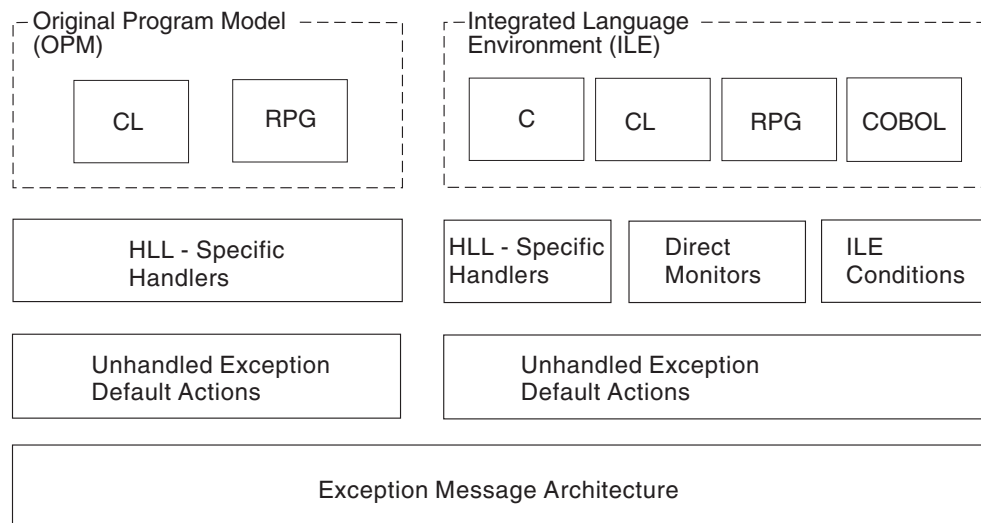 Original Program Model
(OPM)
CL
RPG
Integrated Language
Environment (ILE)
C
CL
RPG
COBOL
HLL - Specific
Handlers
HLL - Specific
Handlers
Direct
Monitors
ILE
Conditions
Unhandled Exception
Default Actions
Unhandled Exception
Default Actions
Exception Message Architecture